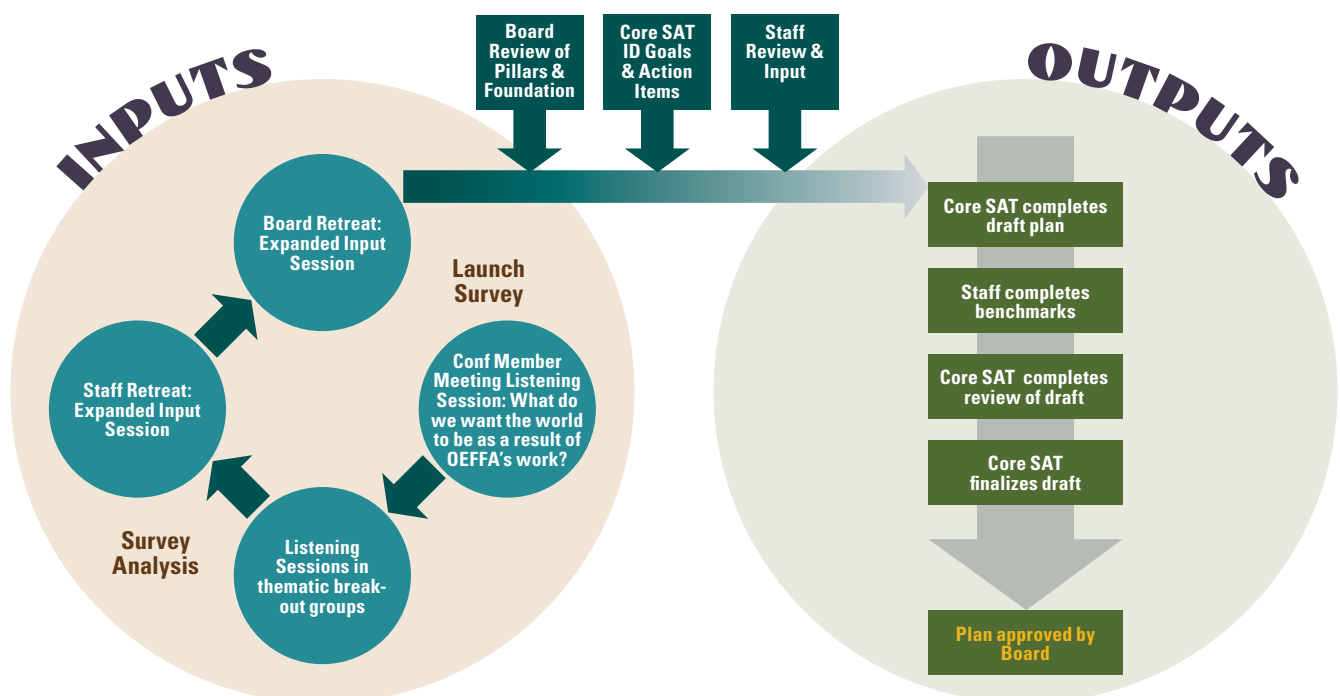 INPUTS
Board
Review of
Pillars &
Foundation
Core SAT
ID Goals
& Action
Items
Staff
Review &
Input
OUTPUTS
Board Retreat:
Expanded Input
Session
Launch
Survey
Conf Member
Meeting Listening
Session: What do
we want the world
to be as a result of
OEFFA's work?
Listening
Sessions in
thematic break-
out groups
Survey
Analysis
Staff Retreat:
Expanded Input
Session
Core SAT completes
draft plan
Staff completes
benchmarks
Core SAT completes
review of draft
Core SAT
finalizes draft
Plan approved by
Board